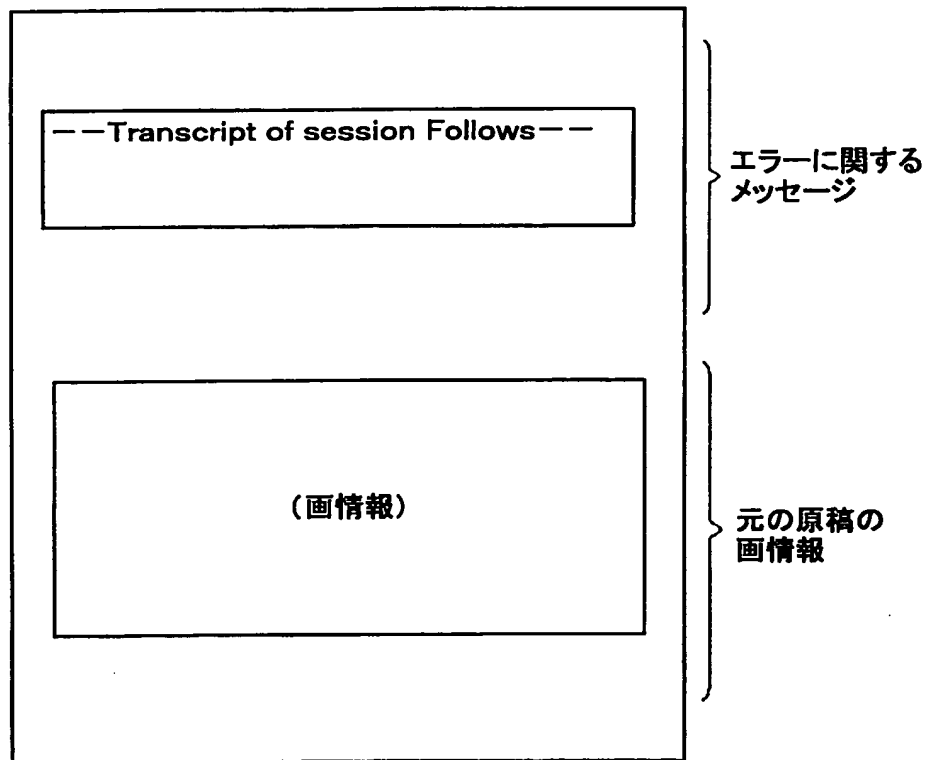 ——Transcript of session Follows——
エラーに関する
メッセージ
(画情報)
元の原稿の
画情報